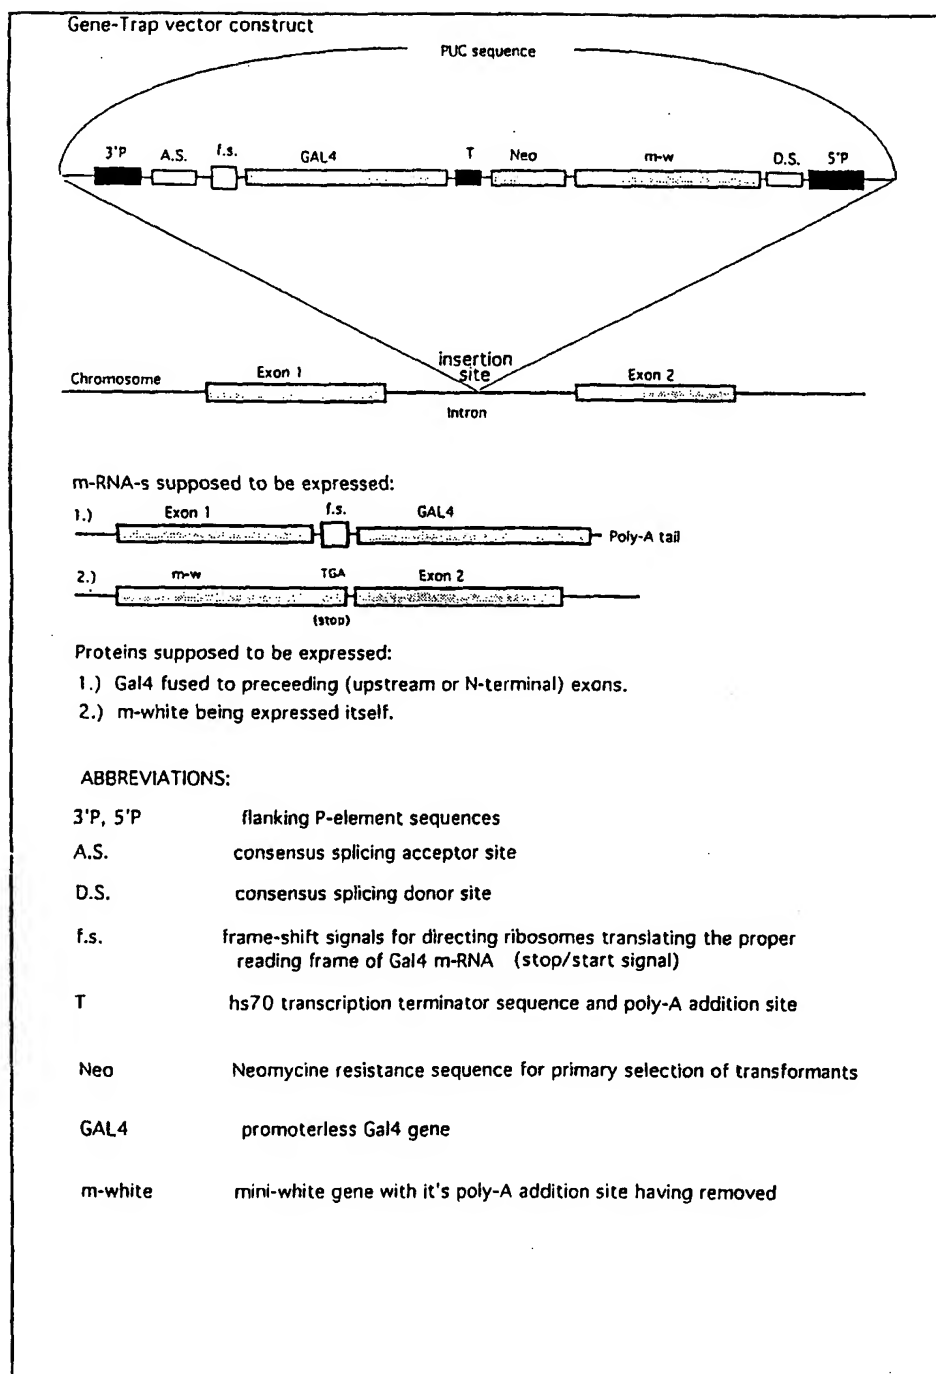 Gene-Trap vector construct
PUC sequence
3'P A.S. f.s. GAL4 T Neo m-w D.S. 5'P
insertion
site
Chromosome Exon 1 Exon 2
Intron
m-RNA-s supposed to be expressed:
1.) Exon 1 f.s. GAL4 Poly-A tail
2.) m-w TGA Exon 2
(stop)
Proteins supposed to be expressed:
1.) Gal4 fused to preceeding (upstream or N-terminal) exons.
2.) m-white being expressed itself.
ABBREVIATIONS:
3'P, 5'P flanking P-element sequences
A.S. consensus splicing acceptor site
D.S. consensus splicing donor site
f.s. frame-shift signals for directing ribosomes translating the proper
reading frame of Gal4 m-RNA (stop/start signal)
T hs70 transcription terminator sequence and poly-A addition site
Neo Neomycine resistance sequence for primary selection of transformants
GAL4 promoterless Gal4 gene
m-white mini-white gene with it's poly-A addition site having removed